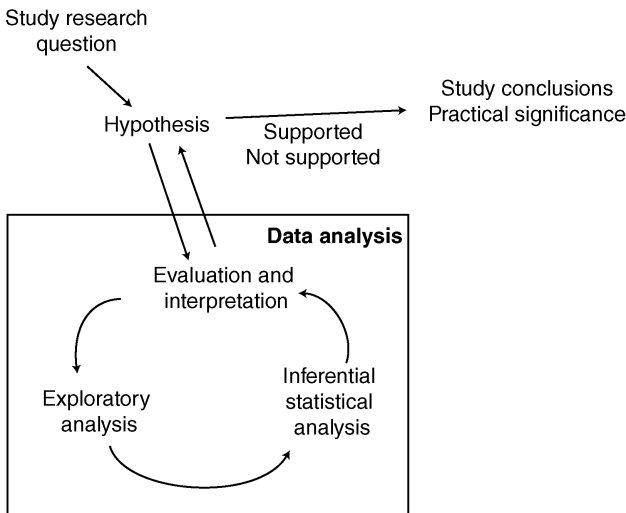 Study research
question
Hypothesis
Supported
Not supported
Study conclusions
Practical significance
Data analysis
Evaluation and
interpretation
Exploratory
analysis
Inferential
statistical
analysis